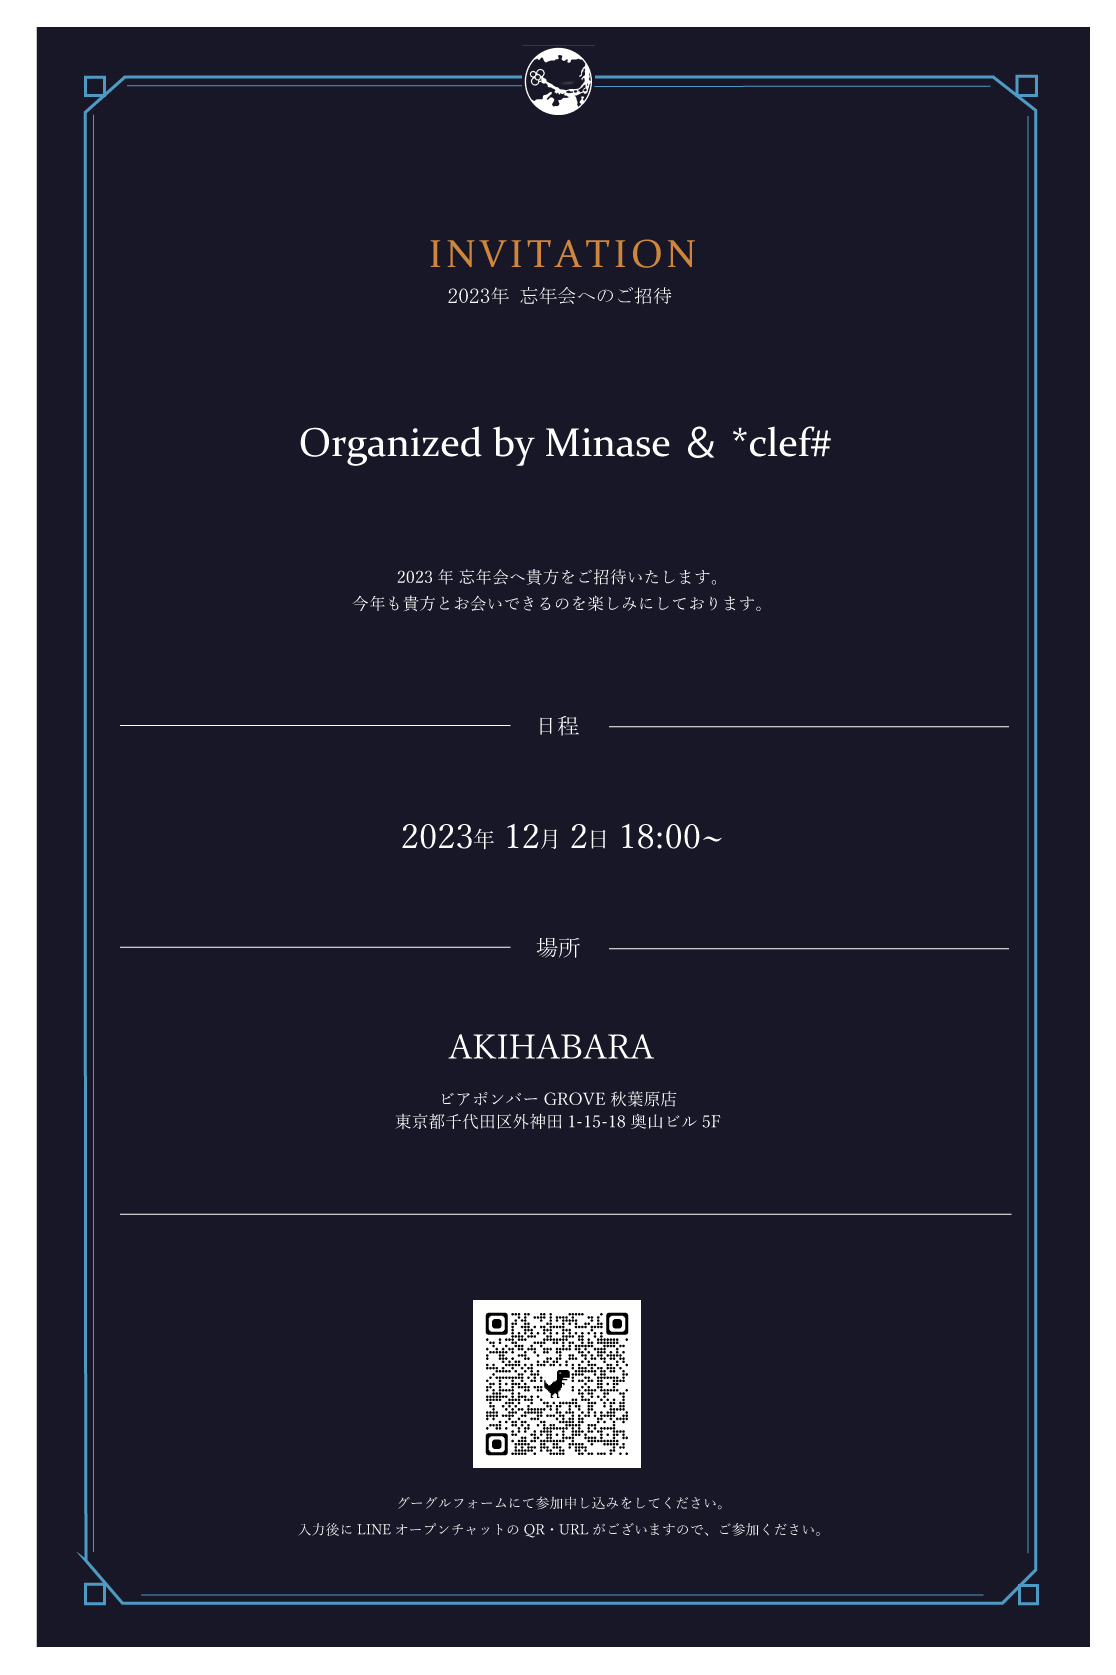 INVITATION
2023年 忘年会へのご招待
Organized by Minase ＆ *clef#
2023 年 忘年会へ貴方をご招待いたします。
今年も貴方とお会いできるのを楽しみにしております。
日程
2023年 12月 2日 18:00~
場所
AKIHABARA
ビアポンバー GROVE 秋葉原店
東京都千代田区外神田 1-15-18 奥山ビル 5F
グーグルフォームにて参加申し込みをしてください。
入力後に LINE オープンチャットの QR・URL がございますので、ご参加ください。